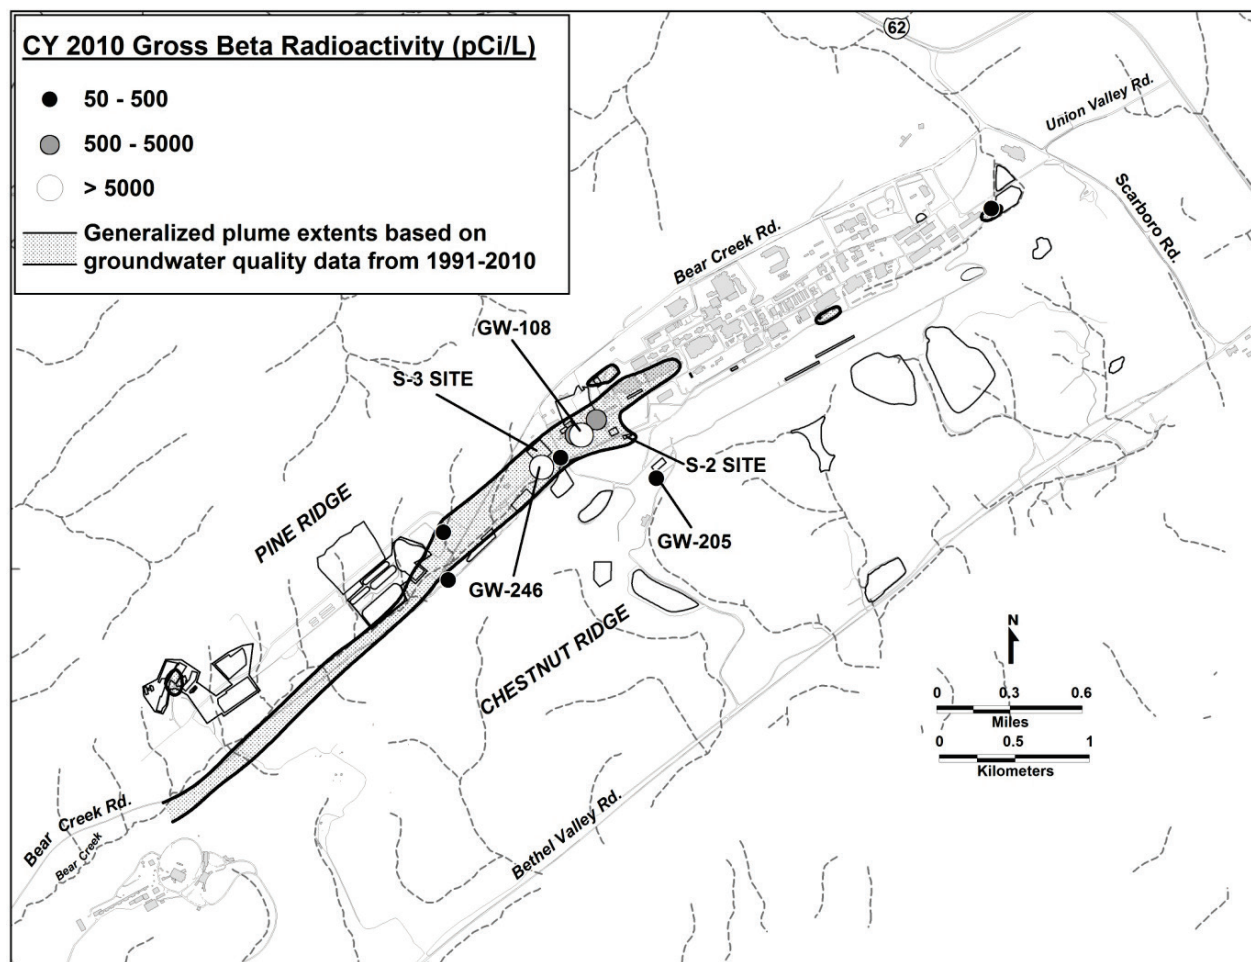 CY 2010 Gross Beta Radioactivity (pCi/L)
50 - 500
500 - 5000
> 5000
Generalized plume extents based on
groundwater quality data from 1991-2010
62
Union Valley Rd.
Scarboro Rd.
Bear Creek Rd.
GW-108
S-3 SITE
S-2 SITE
GW-205
PINE RIDGE
GW-246
CHESTNUT RIDGE
N
0 0.3 0.6
Miles
0 0.5 1
Kilometers
Bear Creek Rd.
Bear Creek
Bethel Valley Rd.